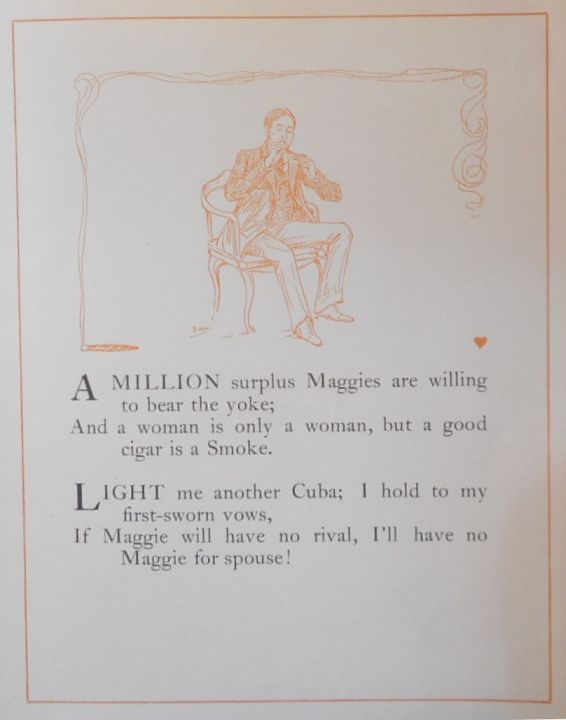 A MILLION surplus Maggies are willing
to bear the yoke;
And a woman is only a woman, but a good
cigar is a Smoke.
LIGHT me another Cuba; I hold to my
first-sworn vows,
If Maggie will have no rival, I'll have no
Maggie for spouse!